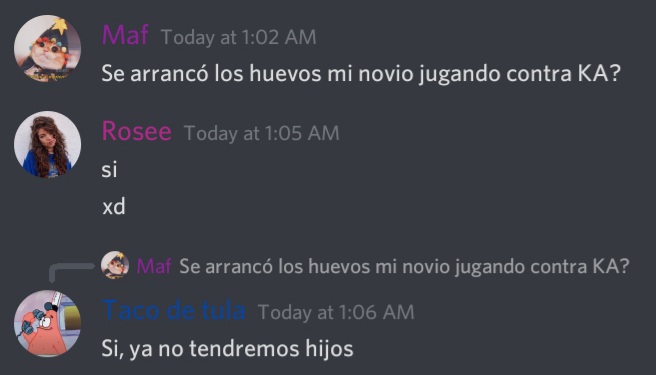 Maf Today at 1:02 AM
Se arrancó los huevos mi novio jugando contra KA?
Rosee Today at 1:05 AM
si
xd
Maf Se arrancó los huevos mi novio jugando contra KA?
Taco de tula Today at 1:06 AM
Si, ya no tendremos hijos